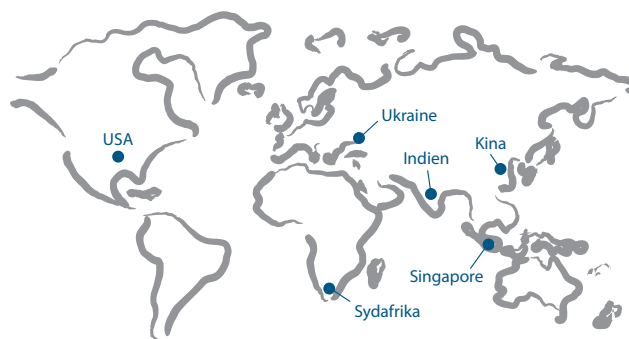 Ukraine
USA
Kina
Indien
Singapore
Sydafrika